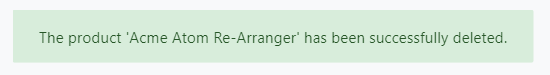 The product 'Acme Atom Re-Arranger' has been successfully deleted.